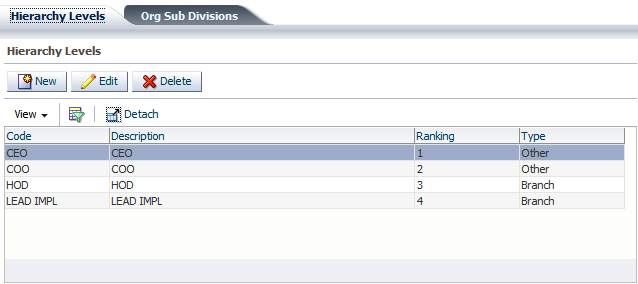 Hierarchy Levels Org Sub Divisions
Hierarchy Levels
New Edit Delete
View Detach
Code Description Ranking Type
CEO CEO 1 Other
COO COO 2 Other
HOD HOD 3 Branch
LEAD IMPL LEAD IMPL 4 Branch